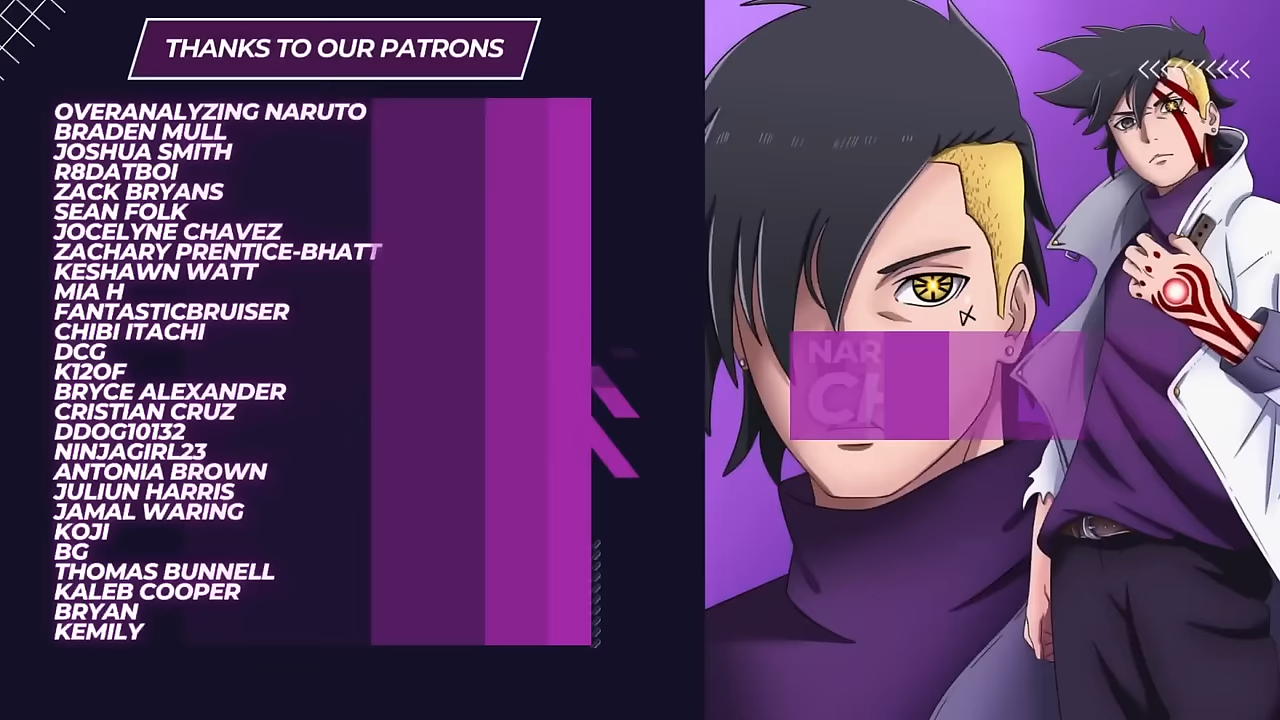 THANKS TO OUR PATRONS
OVERANALYZING NARUTO
BRADEN MULL
JOSHUA SMITH
R8DATBOI
ZACK BRYANS
SEAN FOLK
JOCELYNE CHAVEZ
ZACHARY PRENTICE-BHATT
KESHAWN WATT
MIA H
FANTASTICBRUISER
CHIBI ITACHI
DCG
K12OF
BRYCE ALEXANDER
CRISTIAN CRUZ
DDOG10132
NINJAGIRL23
ANTONIA BROWN
JULIUN HARRIS
JAMAL WARING
KOJI
BG
THOMAS BUNNELL
KALEB COOPER
BRYAN
KEMILY
NAR